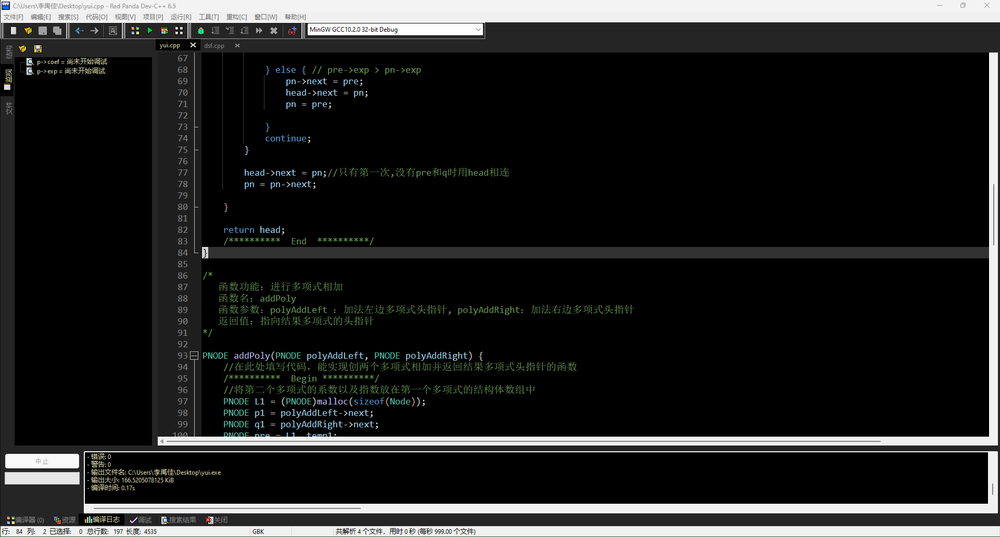 C:\Users\李禹佳\Desktop\yui.cpp - Red Panda Dev-C++ 6.5
文件[F] 编辑[E] 搜索[S] 代码[O] 视图[V] 项目[P] 运行[R] 工具[T] 重构[C] 窗口[W] 帮助[H]
MinGW GCC10.2.0 32-bit Debug
结构
监视
文件
p->coef = 尚未开始调试
p->exp = 尚未开始调试
yui.cpp dsf.cpp
67
68 } else { // pre->exp > pn->exp
69 pn->next = pre;
70 head->next = pn;
71 pn = pre;
72
73 }
74 continue;
75 }
76
77 head->next = pn;//只有第一次,没有pre和q时用head相连
78 pn = pn->next;
79
80 }
81
82 return head;
83 /********** End **********/
84 }
85
86 /*
87 函数功能：进行多项式相加
88 函数名：addPoly
89 函数参数：polyAddLeft ：加法左边多项式头指针, polyAddRight：加法右边多项式头指针
90 返回值：指向结果多项式的头指针
91 */
92
93 PNODE addPoly(PNODE polyAddLeft, PNODE polyAddRight) {
94 //在此处填写代码，能实现创两个多项式相加并返回结果多项式头指针的函数
95 /********** Begin **********/
96 //将第二个多项式的系数以及指数放在第一个多项式的结构体数组中
97 PNODE L1 = (PNODE)malloc(sizeof(Node));
98 PNODE p1 = polyAddLeft->next;
99 PNODE q1 = polyAddRight->next;
100 PNODE pre = L1, temp1;
中止
- 错误: 0
- 警告: 0
- 输出文件名: C:\Users\李禹佳\Desktop\yui.exe
- 输出大小: 166.5205078125 KiB
- 编译时间: 0.17s
编译器 (0) 资源 编译日志 调试 搜索结果 关闭
行: 84 列: 2 已选择: 0 总行数: 197 长度: 4535 GBK 共解析 4 个文件，用时 0 秒 (每秒 999.00 个文件)